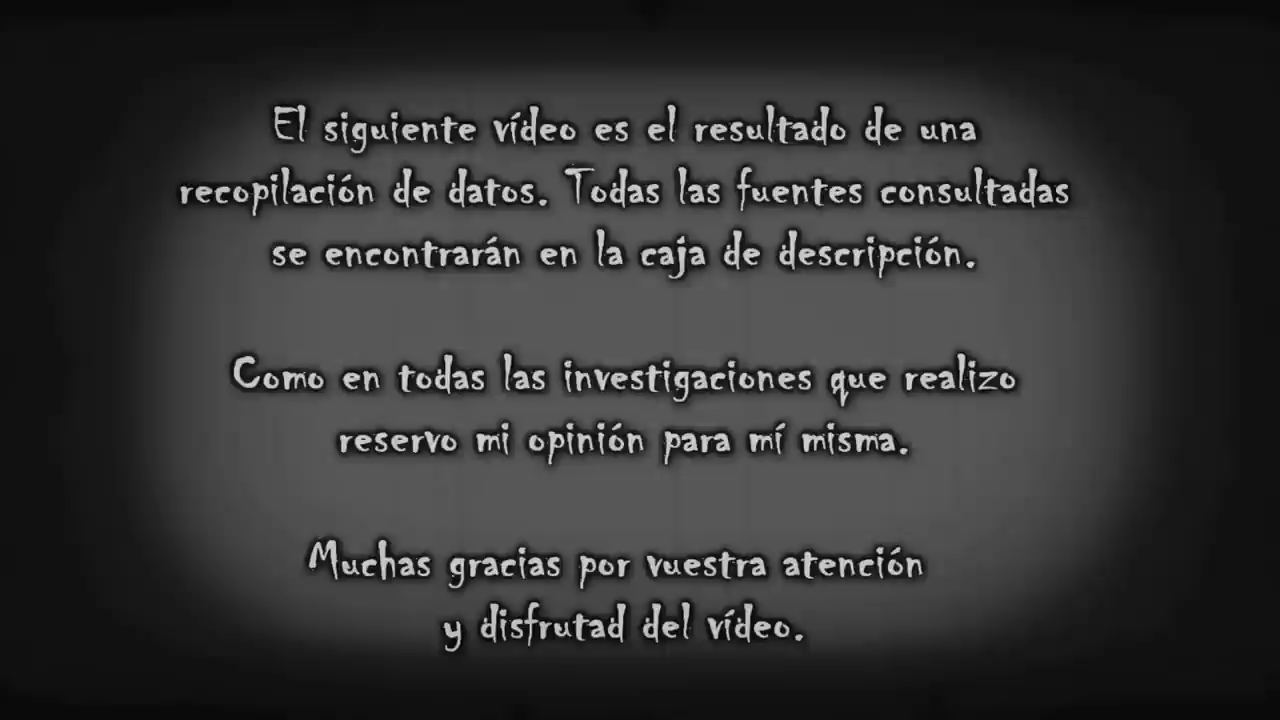 El siguiente vídeo es el resultado de una
recopilación de datos. Todas las fuentes consultadas
se encontrarán en la caja de descripción.
Como en todas las investigaciones que realizo
reservo mi opinión para mí misma.
Muchas gracias por vuestra atención
y disfrutad del vídeo.